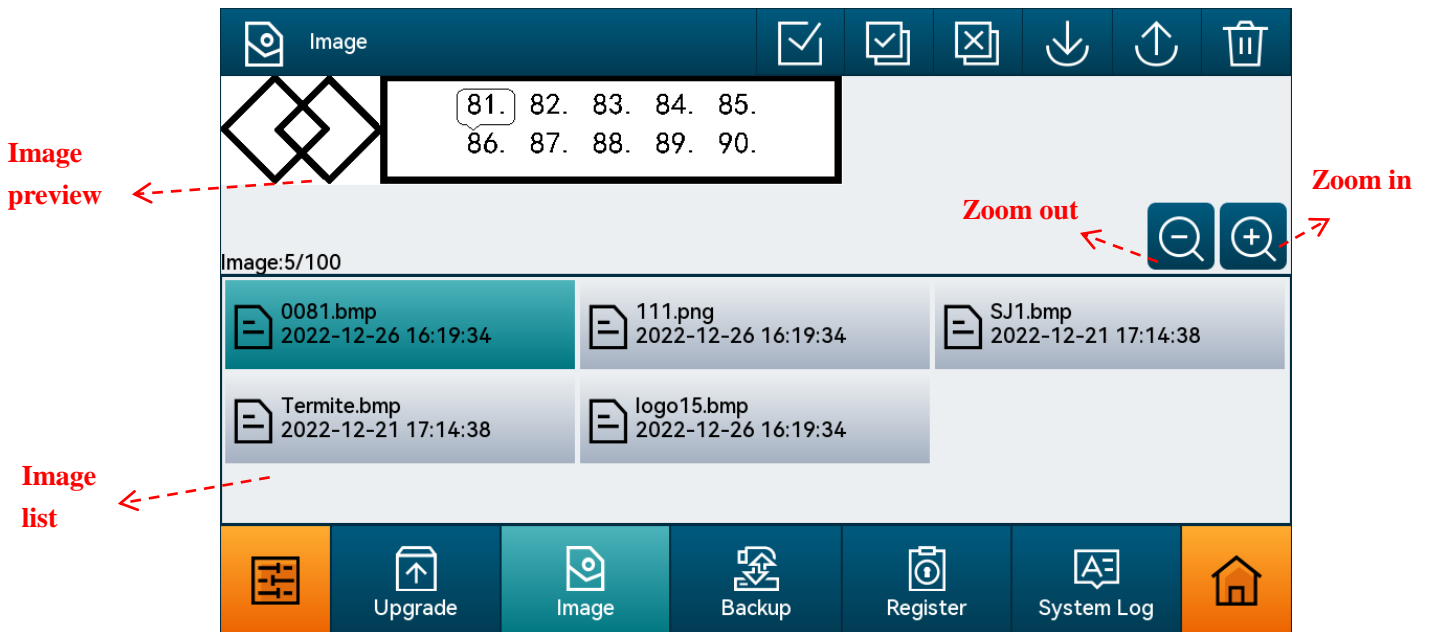 Image
81. 82. 83. 84. 85.
86. 87. 88. 89. 90.
Image
preview
Zoom in
Zoom out
Image:5/100
0081.bmp
2022-12-26 16:19:34
111.png
2022-12-26 16:19:34
SJ1.bmp
2022-12-21 17:14:38
Termite.bmp
2022-12-21 17:14:38
logo15.bmp
2022-12-26 16:19:34
Image
list
Upgrade
Image
Backup
Register
System Log